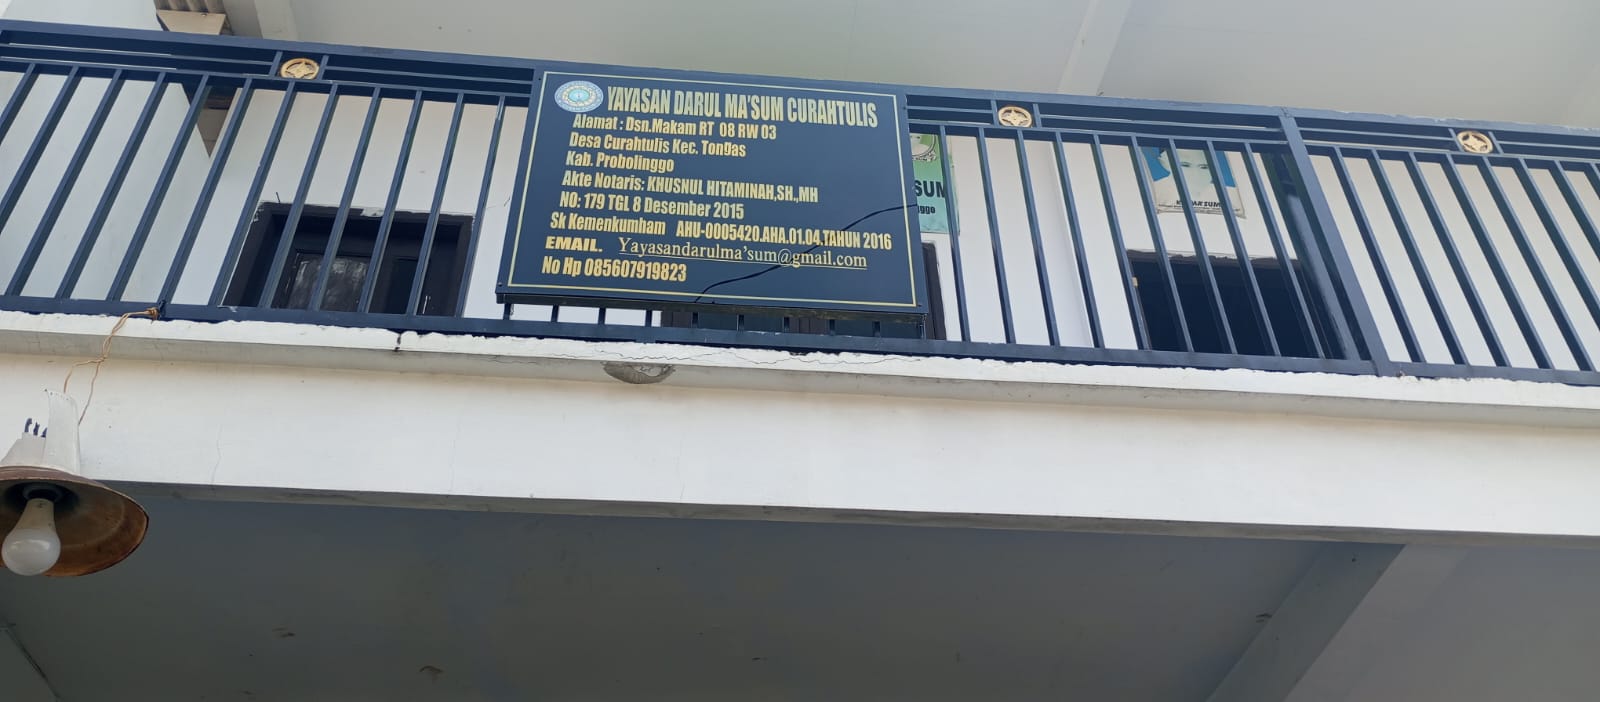 YAYASAN DARUL MA'SUM CURAHTULIS
Alamat : Dsn.Makam RT 08 RW 03
Desa Curahtulis Kec. Tongas
Kab. Probolinggo
Akte Notaris: KHUSNUL HITAMINAH,SH.,MH
NO: 179 TGL 8 Desember 2015
Sk Kemenkumham AHU-0005420.AHA.01.04.TAHUN 2016
EMAIL. Yayasandarulma'sum@gmail.com
No Hp 085607919823
SUM
nggo